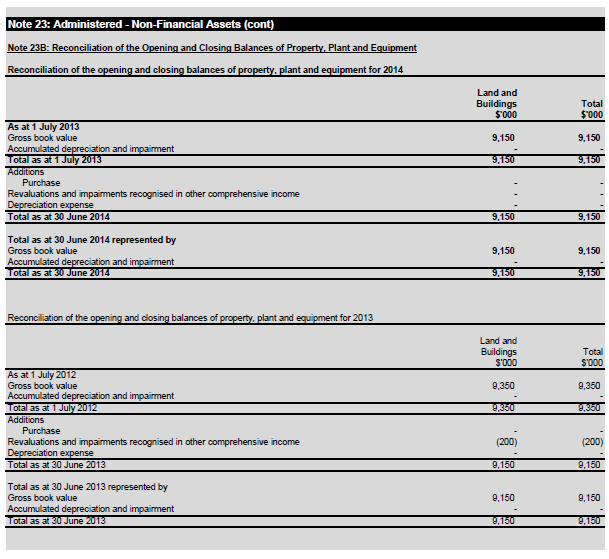 Note 23: Administered - Non-Financial Assets (cont)
Note 23B: Reconciliation of the Opening and Closing Balances of Property, Plant and Equipment
Reconciliation of the opening and closing balances of property, plant and equipment for 2014
Land and
Buildings Total
$'000 $'000
As at 1 July 2013
Gross book value 9,150 9,150
Accumulated depreciation and impairment - -
Total as at 1 July 2013 9,150 9,150
Additions
Purchase - -
Revaluations and impairments recognised in other comprehensive income - -
Depreciation expense - -
Total as at 30 June 2014 9,150 9,150
Total as at 30 June 2014 represented by
Gross book value 9,150 9,150
Accumulated depreciation and impairment - -
Total as at 30 June 2014 9,150 9,150
Reconciliation of the opening and closing balances of property, plant and equipment for 2013
Land and
Buildings Total
$'000 $'000
As at 1 July 2012
Gross book value 9,350 9,350
Accumulated depreciation and impairment - -
Total as at 1 July 2012 9,350 9,350
Additions
Purchase - -
Revaluations and impairments recognised in other comprehensive income (200) (200)
Depreciation expense - -
Total as at 30 June 2013 9,150 9,150
Total as at 30 June 2013 represented by
Gross book value 9,150 9,150
Accumulated depreciation and impairment - -
Total as at 30 June 2013 9,150 9,150